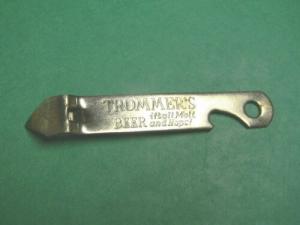 TROMMER'S
BEER it's all Malt
and Hops!